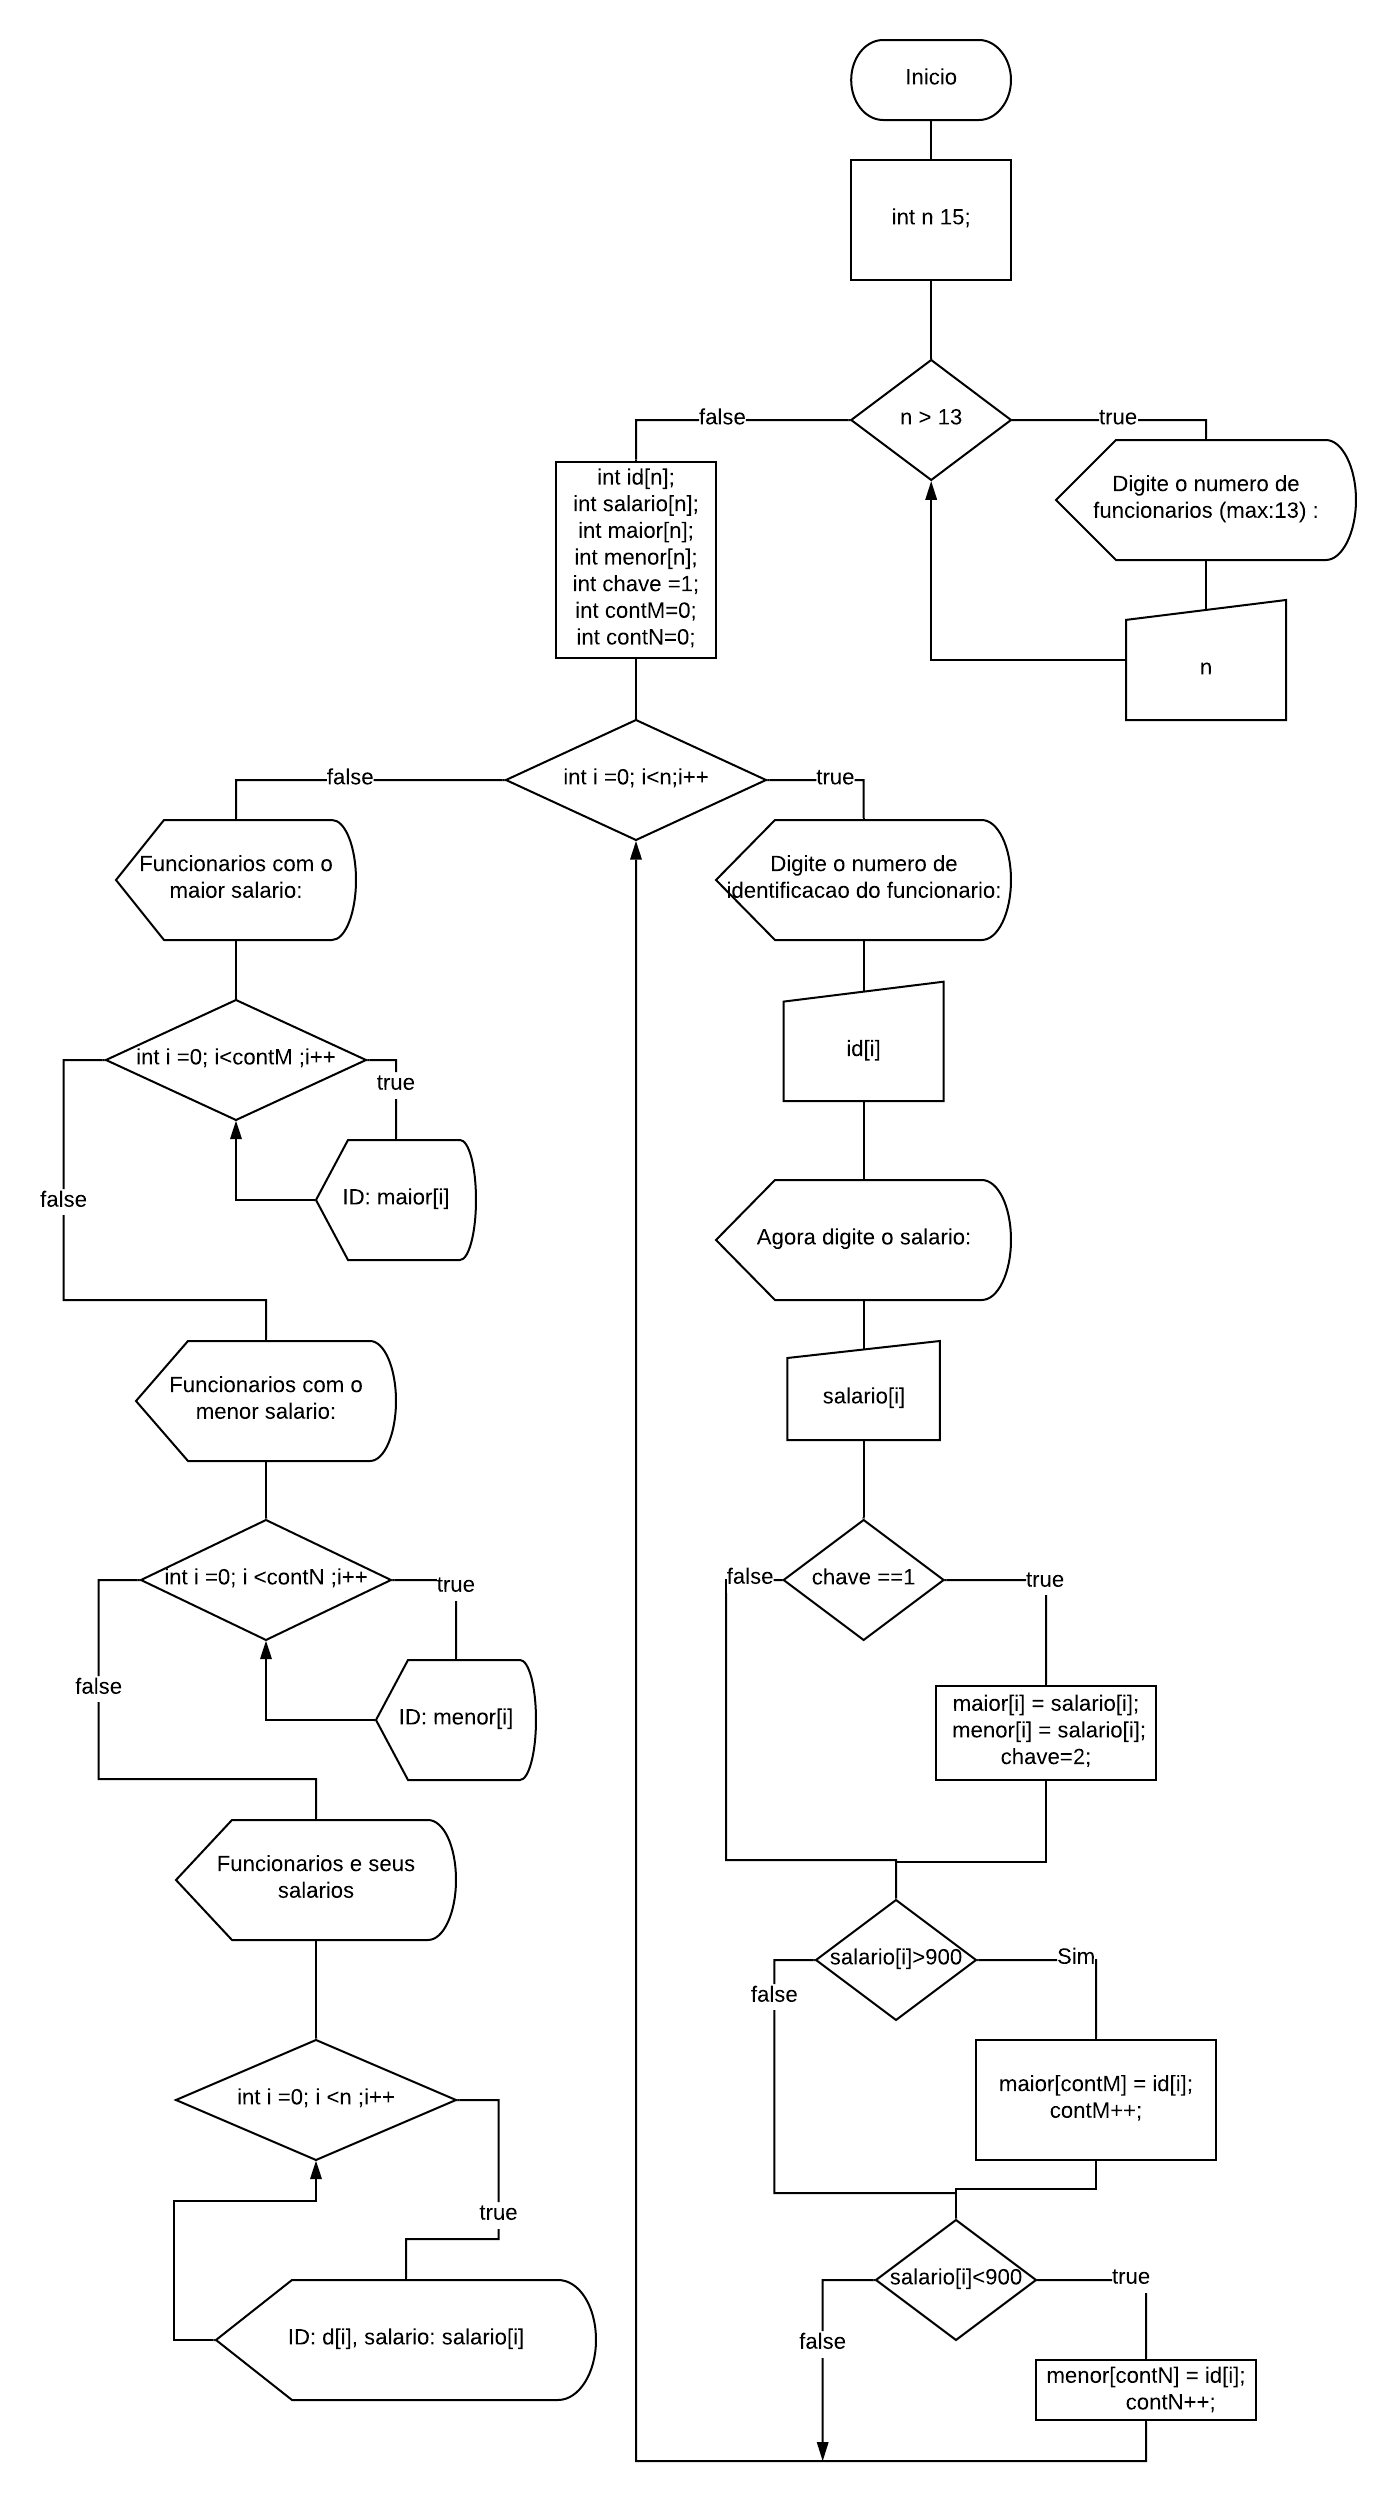 Inicio
int n 15;
n > 13
false
true
Digite o numero de
funcionarios (max:13) :
n
int id[n];
int salario[n];
int maior[n];
int menor[n];
int chave =1;
int contM=0;
int contN=0;
int i =0; i<n;i++
false
true
Digite o numero de
identificacao do funcionario:
id[i]
Agora digite o salario:
salario[i]
chave ==1
false
true
maior[i] = salario[i];
menor[i] = salario[i];
chave=2;
salario[i]>900
false
Sim
maior[contM] = id[i];
contM++;
salario[i]<900
false
true
menor[contN] = id[i];
contN++;
Funcionarios com o
maior salario:
int i =0; i<contM ;i++
true
false
ID: maior[i]
Funcionarios com o
menor salario:
int i =0; i <contN ;i++
true
false
ID: menor[i]
Funcionarios e seus
salarios
int i =0; i <n ;i++
true
ID: d[i], salario: salario[i]